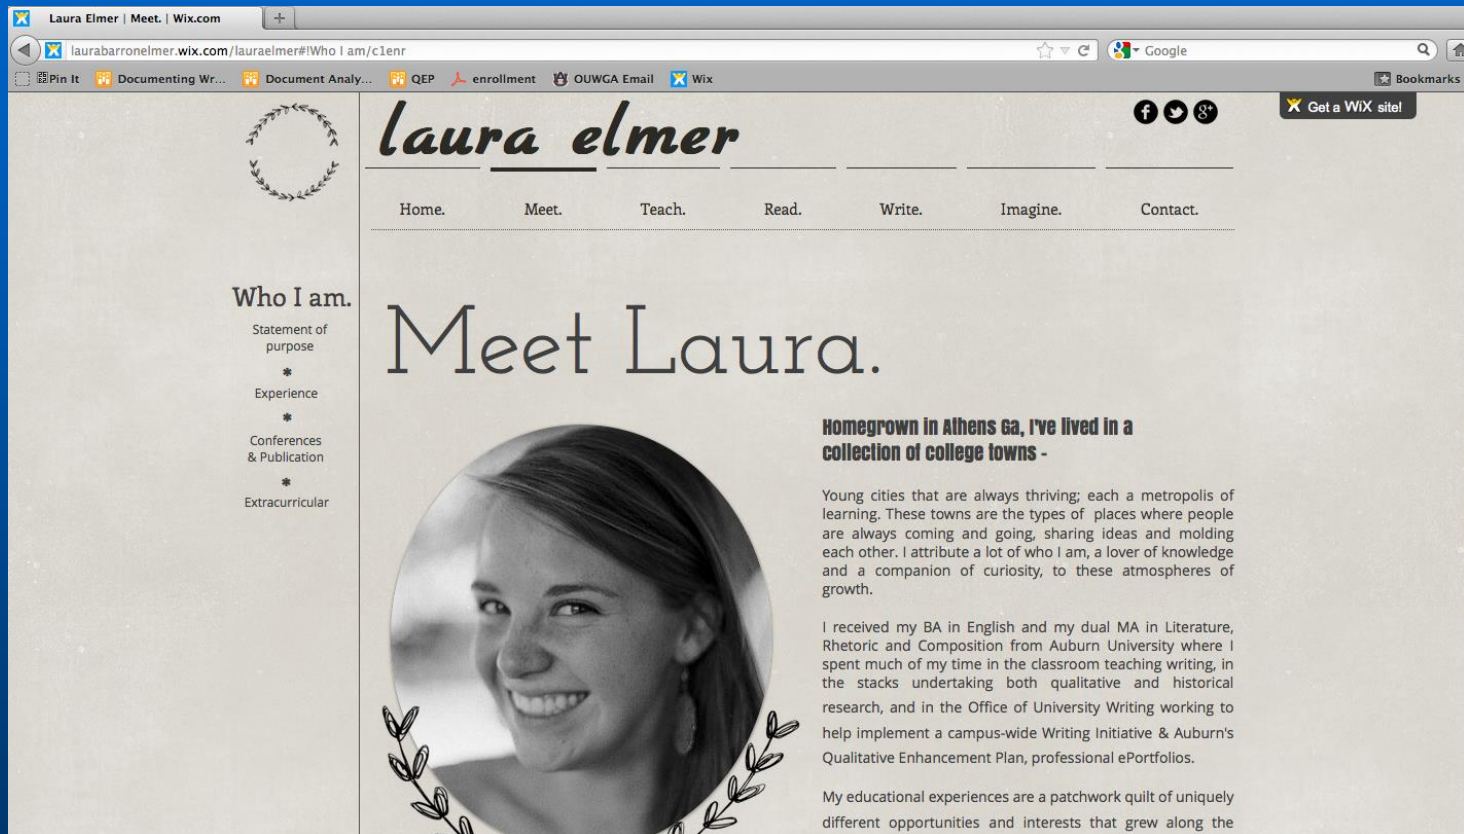 Laura Elmer | Meet. | Wix.com
laurabarronelmer.wix.com/lauraelmer#!Who I am/c1enr
Google
Pin It
Documenting Wr...
Document Analy...
QEP
enrollment
OUWGA Email
Wix
Bookmarks
laura elmer
Get a WiX site!
Home.
Meet.
Teach.
Read.
Write.
Imagine.
Contact.
Who I am.
Statement of
purpose
Experience
Conferences
& Publication
Extracurricular
Meet Laura.
Homegrown in Athens Ga, I've lived in a
collection of college towns -
Young cities that are always thriving; each a metropolis of
learning. These towns are the types of places where people
are always coming and going, sharing ideas and molding
each other. I attribute a lot of who I am, a lover of knowledge
and a companion of curiosity, to these atmospheres of
growth.
I received my BA in English and my dual MA in Literature,
Rhetoric and Composition from Auburn University where I
spent much of my time in the classroom teaching writing, in
the stacks undertaking both qualitative and historical
research, and in the Office of University Writing working to
help implement a campus-wide Writing Initiative & Auburn's
Qualitative Enhancement Plan, professional ePortfolios.
My educational experiences are a patchwork quilt of uniquely
different opportunities and interests that grew along the